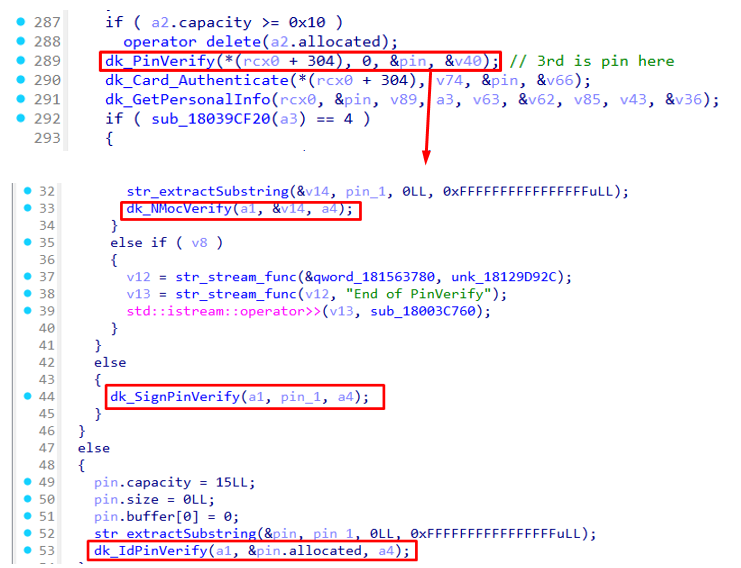 287 if ( a2.capacity >= 0x10 )
288 operator delete(a2.allocated);
289 dk_PinVerify(*(rcx0 + 304), 0, &pin, &v40); // 3rd is pin here
290 dk_Card_Authenticate(*(rcx0 + 304), v74, &pin, &v66);
291 dk_GetPersonalInfo(rcx0, &pin, v89, a3, v63, &v62, v85, v43, &v36);
292 if ( sub_18039CF20(a3) == 4 )
293 {
32 str_extractSubstring(&v14, pin_1, 0LL, 0xFFFFFFFFFFFFFFFFuLL);
33 dk_NMocVerify(a1, &v14, a4);
34 }
35 else if ( v8 )
36 {
37 v12 = str_stream_func(&qword_181563780, unk_18129D92C);
38 v13 = str_stream_func(v12, "End of PinVerify");
39 std::istream::operator>>(v13, sub_18003C760);
40 }
41 }
42 else
43 {
44 dk_SignPinVerify(a1, pin_1, a4);
45 }
46 }
47 else
48 {
49 pin.capacity = 15LL;
50 pin.size = 0LL;
51 pin.buffer[0] = 0;
52 str_extractSubstring(&pin, pin_1, 0LL, 0xFFFFFFFFFFFFFFFFuLL);
53 dk_IdPinVerify(a1, &pin.allocated, a4);